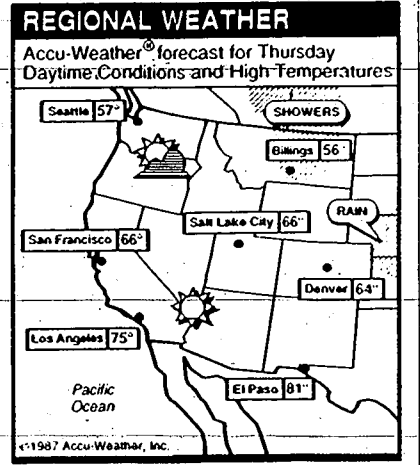 REGIONAL WEATHER
Accu-Weather® forecast for Thursday
Daytime Conditions and High Temperatures
Seattle 57°
SHOWERS
Billings 56°
RAIN
Salt Lake City 66°
San Francisco 66°
Denver 64°
Los Angeles 75°
El Paso 81°
Pacific
Ocean
©1987 Accu-Weather, Inc.